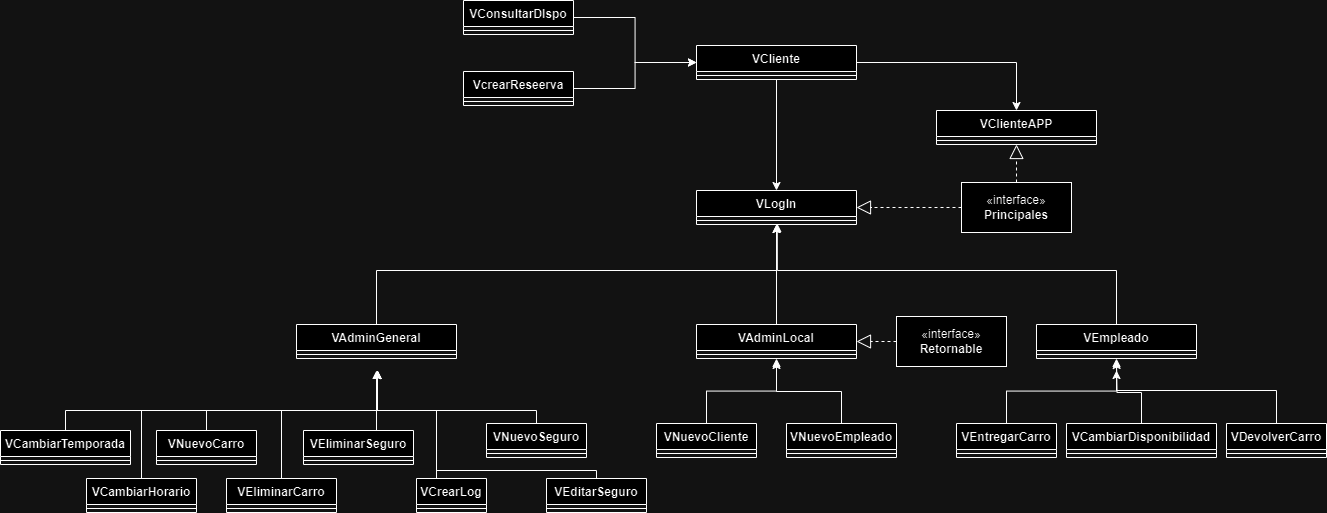 VConsultarDIspo
VCliente
VcrearReseerva
VClienteAPP
VLogIn
«interface»
Principales
VAdminGeneral
VAdminLocal
«interface»
Retornable
VEmpleado
VCambiarTemporada
VNuevoCarro
VEliminarSeguro
VNuevoSeguro
VNuevoCliente
VNuevoEmpleado
VEntregarCarro
VCambiarDisponibilidad
VDevolverCarro
VCambiarHorario
VEliminarCarro
VCrearLog
VEditarSeguro